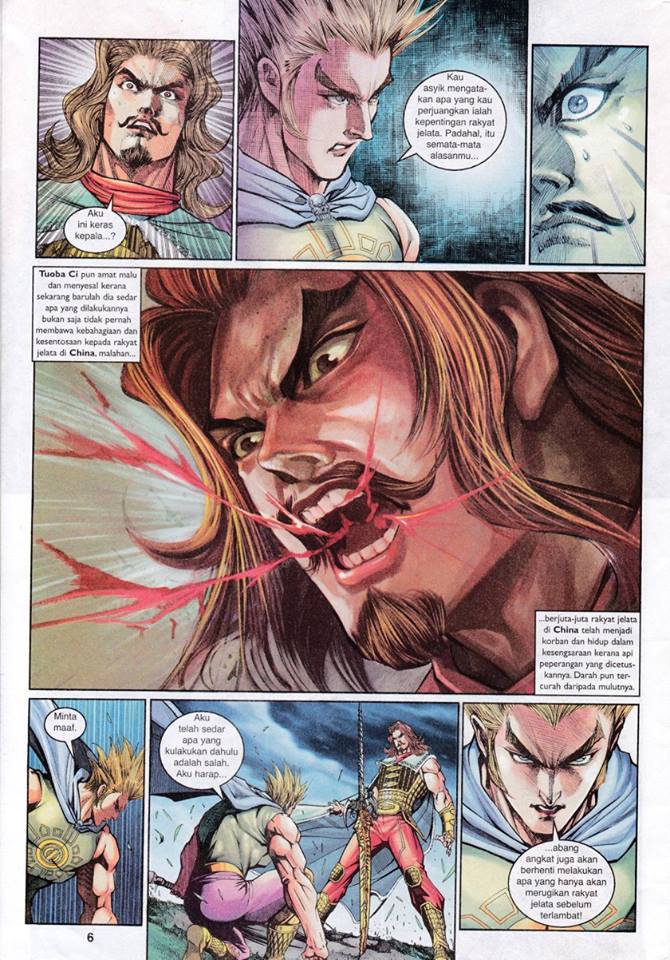 Aku
ini keras
kepala...?
Kau
asyik mengata-
kan apa yang kau
perjuangkan ialah
kepentingan rakyat
jelata. Padahal, itu
semata-mata
alasanmu...
Tuoba Ci pun amat malu
dan menyesal kerana
sekarang barulah dia sedar
apa yang dilakukannya
bukan saja tidak pernah
membawa kebahagiaan dan
kesentosaan kepada rakyat
jelata di China, malahan...
...berjuta-juta rakyat jelata
di China telah menjadi
korban dan hidup dalam
kesengsaraan kerana api
peperangan yang dicetus-
kannya. Darah pun ter-
curah daripada mulutnya.
Minta
maaf.
Aku
telah sedar
apa yang
kulakukan dahulu
adalah salah.
Aku harap...
...abang
angkat juga akan
berhenti melakukan
apa yang hanya akan
merugikan rakyat
jelata sebelum
terlambat!
6